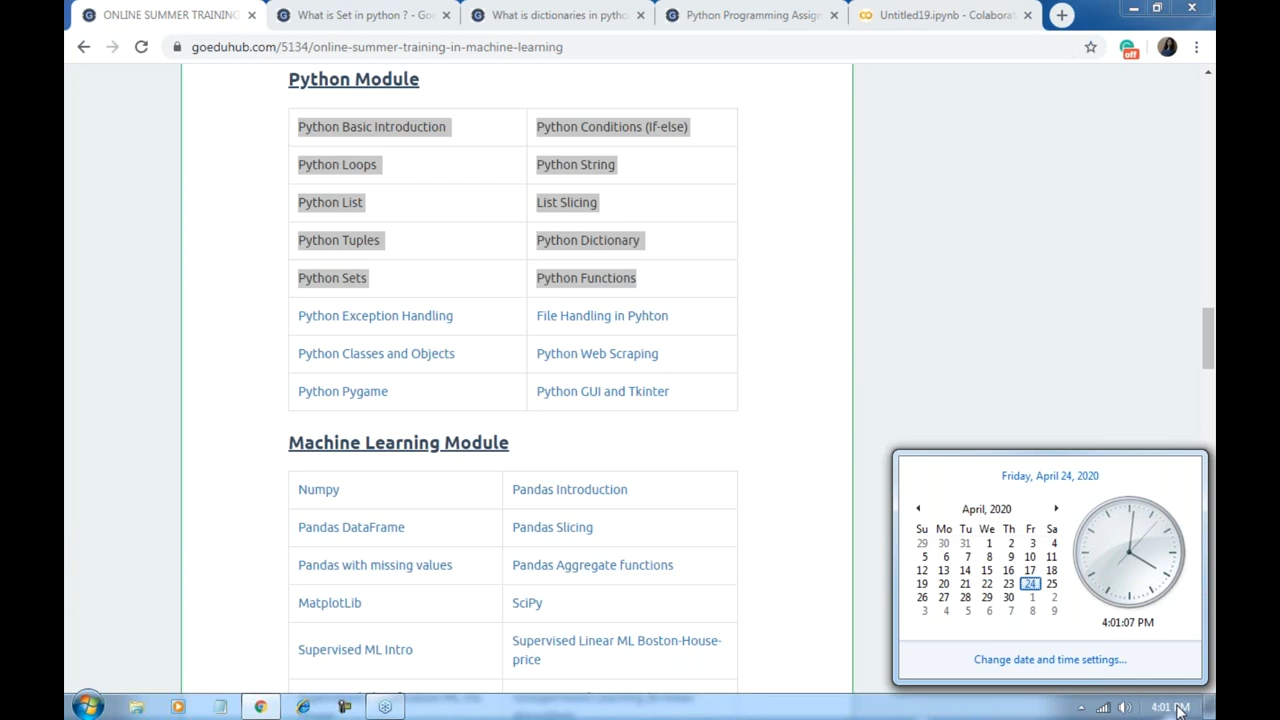 ONLINE SUMMER TRAINING
What is Set in python ? - Go
What is dictionaries in pytho
Python Programming Assig
Untitled19.ipynb - Colaborat
goeduhub.com/5134/online-summer-training-in-machine-learning
off
Python Module
Python Basic Introduction Python Conditions (If-else)
Python Loops Python String
Python List List Slicing
Python Tuples Python Dictionary
Python Sets Python Functions
Python Exception Handling File Handling in Pyhton
Python Classes and Objects Python Web Scraping
Python Pygame Python GUI and Tkinter
Machine Learning Module
Numpy Pandas Introduction
Pandas DataFrame Pandas Slicing
Pandas with missing values Pandas Aggregate functions
MatplotLib SciPy
Supervised ML Intro Supervised Linear ML Boston-House-
price
Friday, April 24, 2020
April, 2020
Su Mo Tu We Th Fr Sa
29 30 31 1 2 3 4
5 6 7 8 9 10 11
12 13 14 15 16 17 18
19 20 21 22 23 24 25
26 27 28 29 30 1 2
3 4 5 6 7 8 9
4:01:07 PM
Change date and time settings...
4:01 PM